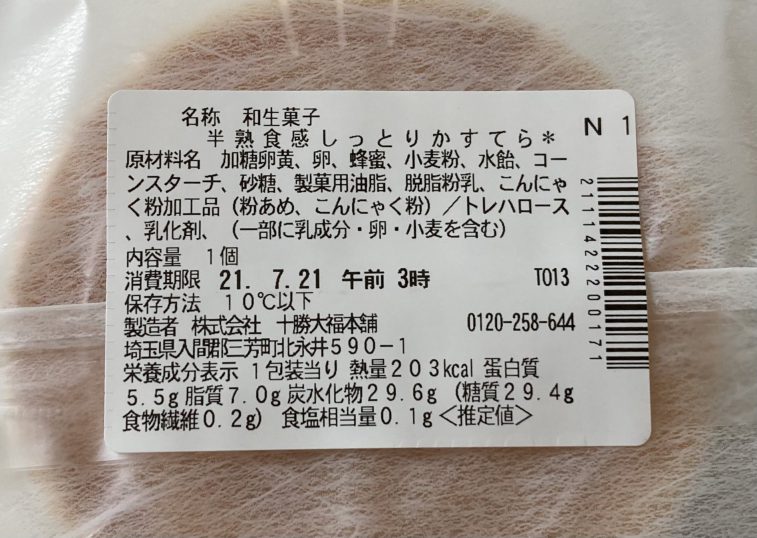 名称　和生菓子
半熟食感しっとりかすてら＊
N 1
原材料名　加糖卵黄、卵、蜂蜜、小麦粉、水飴、コー
ンスターチ、砂糖、製菓用油脂、脱脂粉乳、こんにゃ
く粉加工品（粉あめ、こんにゃく粉）／トレハロース
、乳化剤、（一部に乳成分・卵・小麦を含む）
内容量　１個
消費期限　21. 7.21 午前 3時　T013
保存方法　１０℃以下
製造者　株式会社　十勝大福本舗　0120-258-644
埼玉県入間郡三芳町北永井５９０－１
栄養成分表示　１包装当り　熱量２０３kcal 蛋白質
５.５g 脂質７.０g 炭水化物２９.６g（糖質２９.４g
食物繊維０.２g）　食塩相当量０.１g＜推定値＞
2111422200171